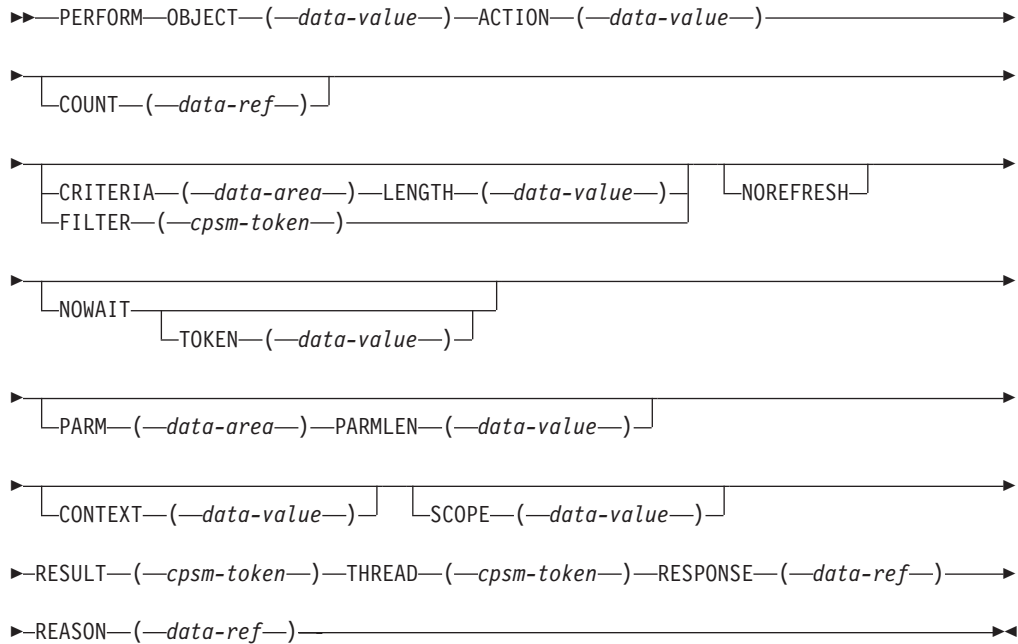 PERFORM OBJECT ( data-value ) ACTION ( data-value )
COUNT ( data-ref )
CRITERIA ( data-area ) LENGTH ( data-value ) NOREFRESH
FILTER ( cpsm-token )
NOWAIT
TOKEN ( data-value )
PARM ( data-area ) PARMLEN ( data-value )
CONTEXT ( data-value ) SCOPE ( data-value )
RESULT ( cpsm-token ) THREAD ( cpsm-token ) RESPONSE ( data-ref )
REASON ( data-ref )